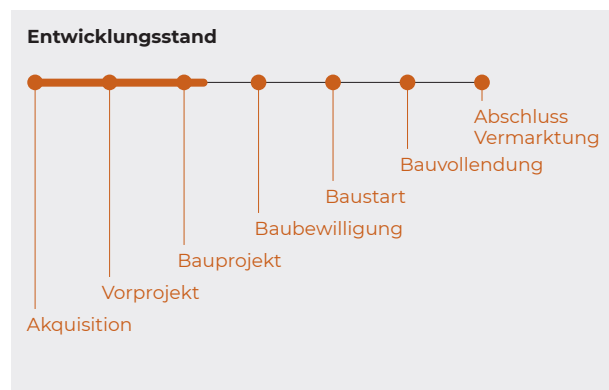 Entwicklungsstand
Abschluss
Vermarktung
Bauvollendung
Baustart
Baubewilligung
Bauprojekt
Vorprojekt
Akquisition